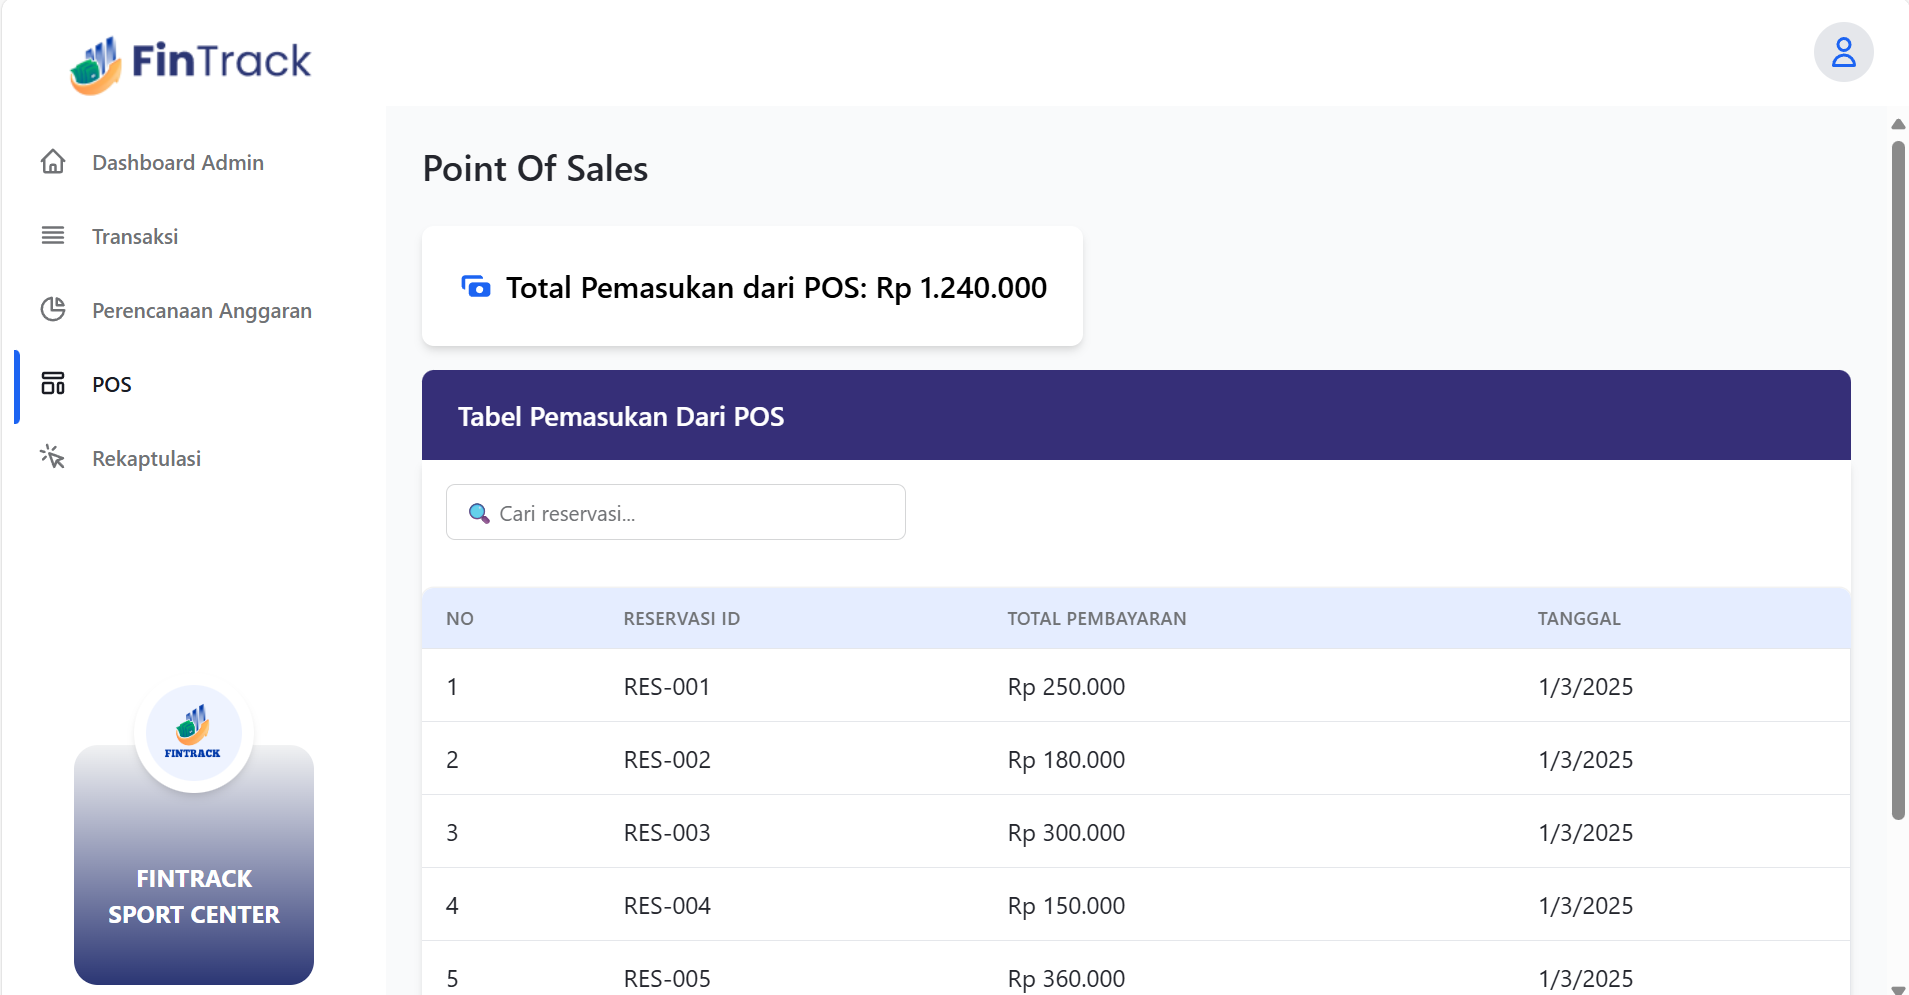 FinTrack
Dashboard Admin
Transaksi
Perencanaan Anggaran
POS
Rekaptulasi
FINTRACK
FINTRACK
SPORT CENTER
Point Of Sales
Total Pemasukan dari POS: Rp 1.240.000
Tabel Pemasukan Dari POS
Cari reservasi...
NO RESERVASI ID TOTAL PEMBAYARAN TANGGAL
1 RES-001 Rp 250.000 1/3/2025
2 RES-002 Rp 180.000 1/3/2025
3 RES-003 Rp 300.000 1/3/2025
4 RES-004 Rp 150.000 1/3/2025
5 RES-005 Rp 360.000 1/3/2025